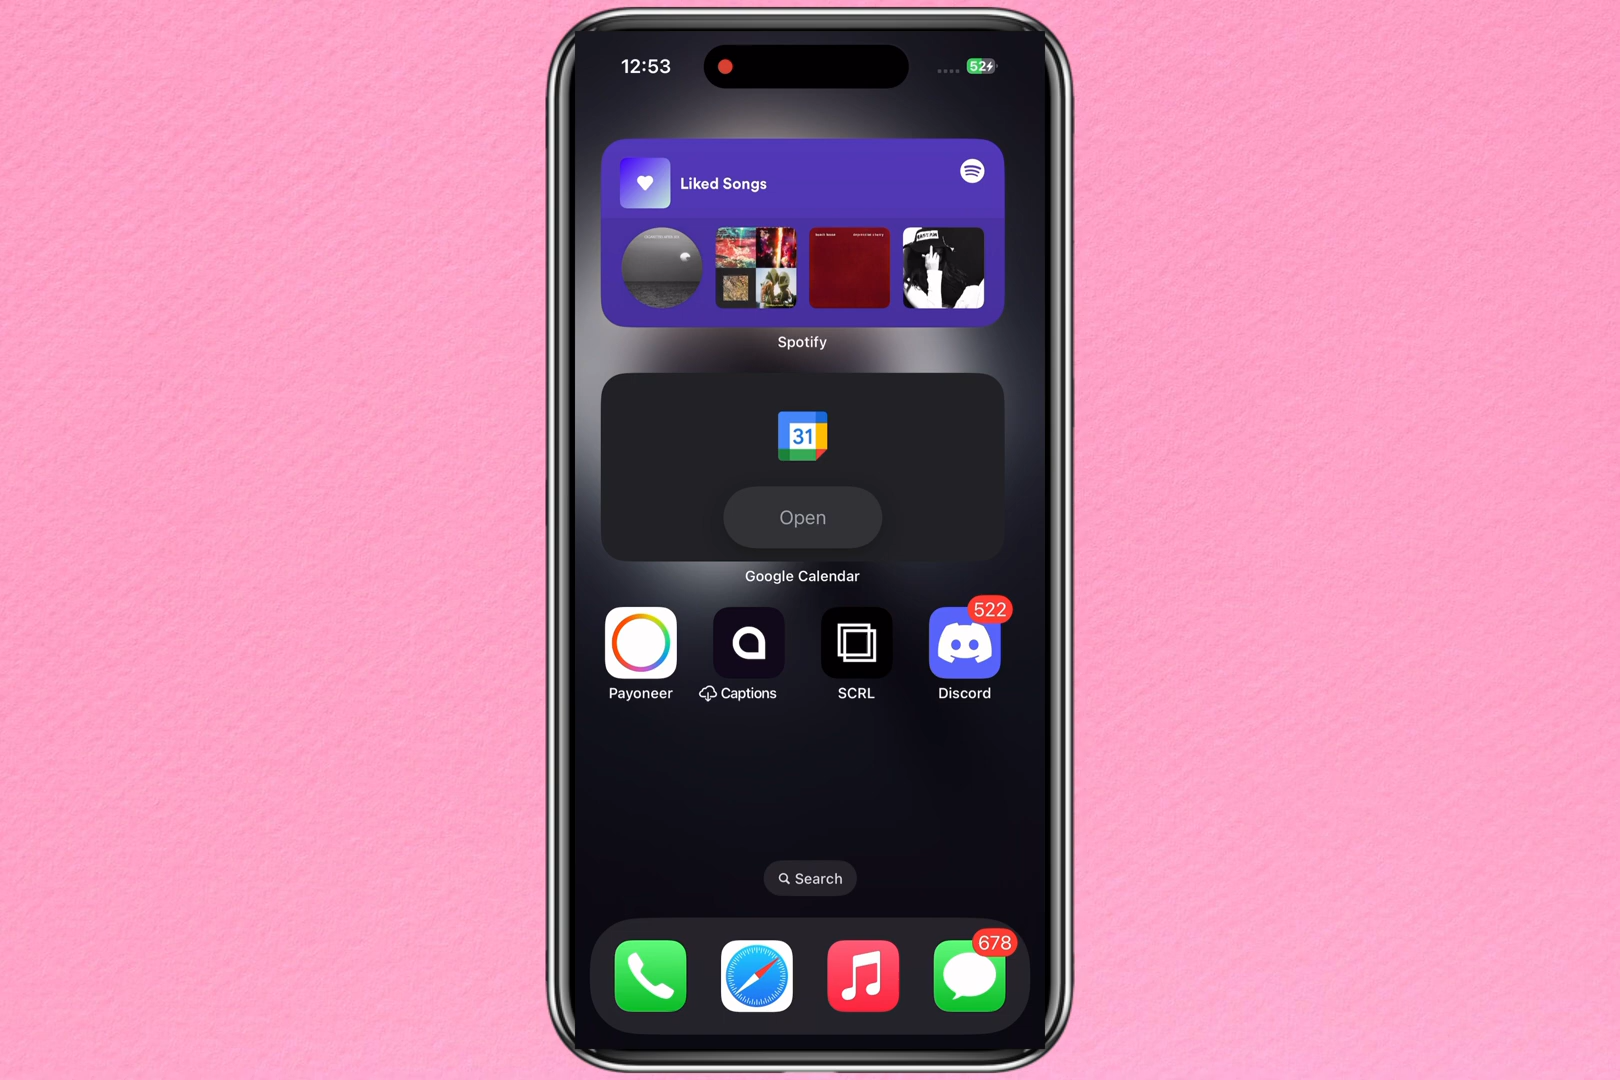 12:53
52
Liked Songs
Spotify
31
Open
Google Calendar
522
Payoneer
Captions
SCRL
Discord
Search
678